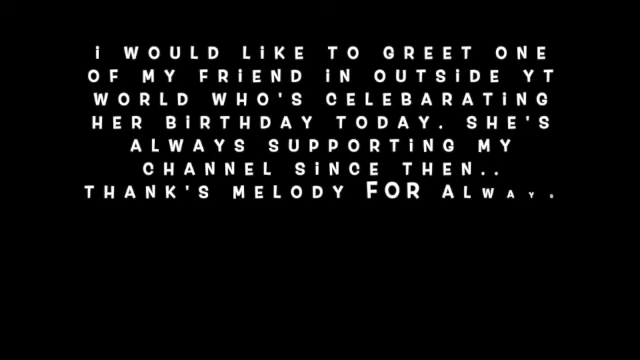 i WOULD LiKE TO GREET ONE
OF MY FRiEND iN OUTSiDE YT
WORLD WHO'S CELEBARATiNG
HER BiRTHDAY TODAY. SHE'S
ALWAYS SUPPORTiNG MY
CHANNEL SiNCE THEN..
THANK'S MELODY FOR ALWAY.